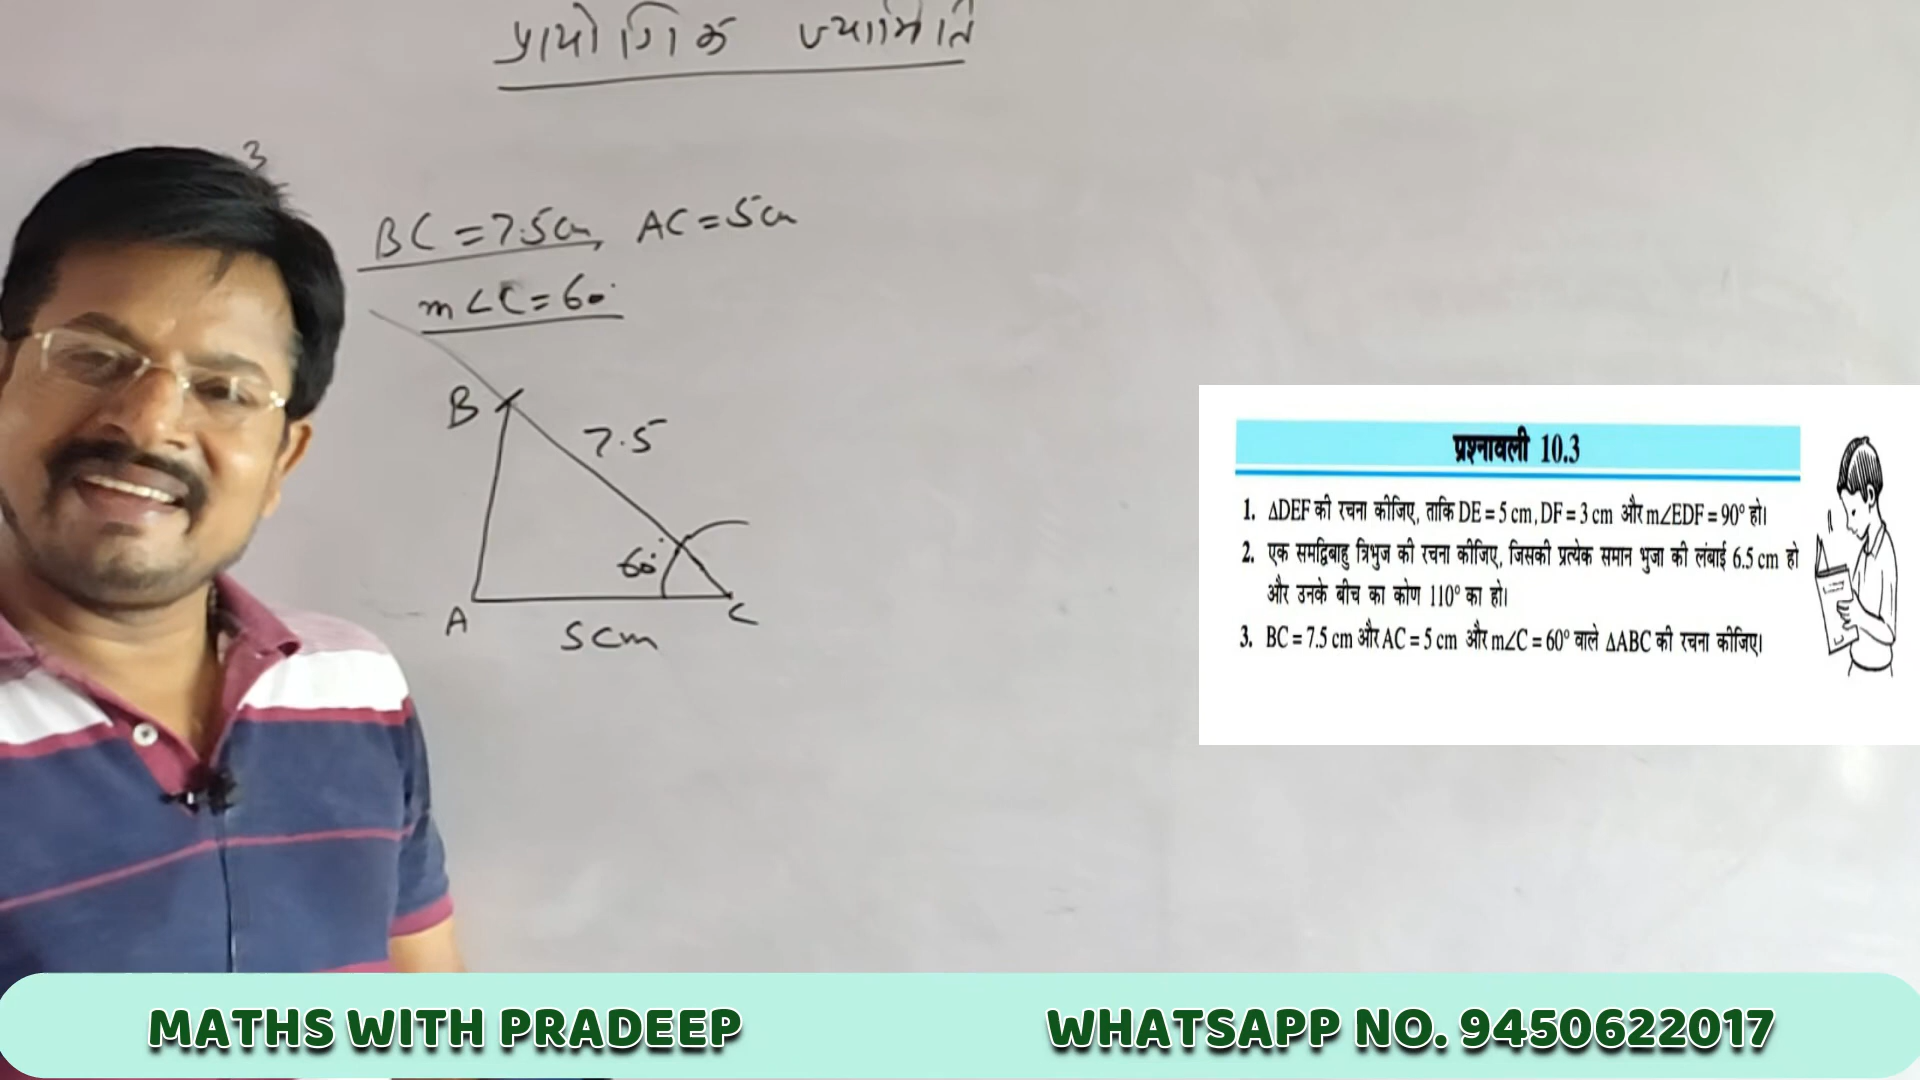 प्रायोगिक ज्यामिति
3
BC = 7.5cm, AC = 5cm
m∠C = 60°
B
7.5
60°
A
C
5cm
प्रश्नावली 10.3
1. ΔDEF की रचना कीजिए, ताकि DE = 5 cm, DF = 3 cm और m∠EDF = 90° हो।
2. एक समद्विबाहु त्रिभुज की रचना कीजिए, जिसकी प्रत्येक समान भुजा की लंबाई 6.5 cm हो
और उनके बीच का कोण 110° का हो।
3. BC = 7.5 cm और AC = 5 cm और m∠C = 60° वाले ΔABC की रचना कीजिए।
MATHS WITH PRADEEP
WHATSAPP NO. 9450622017